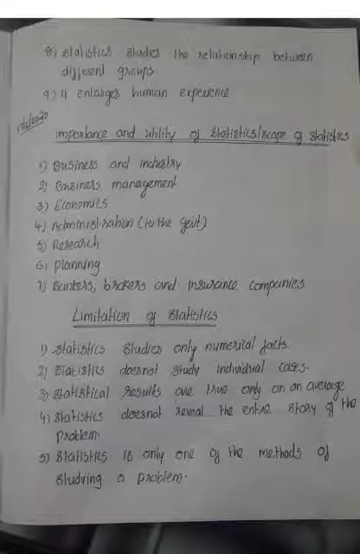 8) Statistics studies the relationship between
different groups
9) It enlarges human experience
Importance and utility of statistics/scope of statistics
1) Business and industry
2) Business management
3) Economics
4) Administration (to the govt)
5) Research
6) planning
7) Bankers, brokers and Insurance companies
Limitation of Statistics
1) Statistics studies only numerical facts.
2) Statistics doesnot study individual cases.
3) Statistical results are true only on an average
4) Statistics doesnot reveal the entire story of the
problem.
5) Statistics is only one of the methods of
studying a problem.